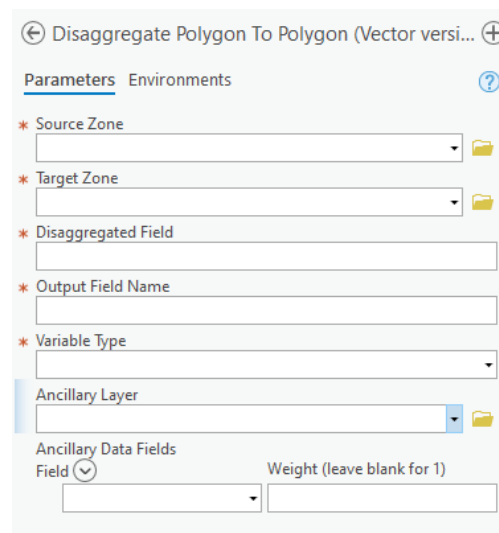 Disaggregate Polygon To Polygon (Vector versi...
Parameters Environments
* Source Zone
* Target Zone
* Disaggregated Field
* Output Field Name
* Variable Type
Ancillary Layer
Ancillary Data Fields
Field Weight (leave blank for 1)